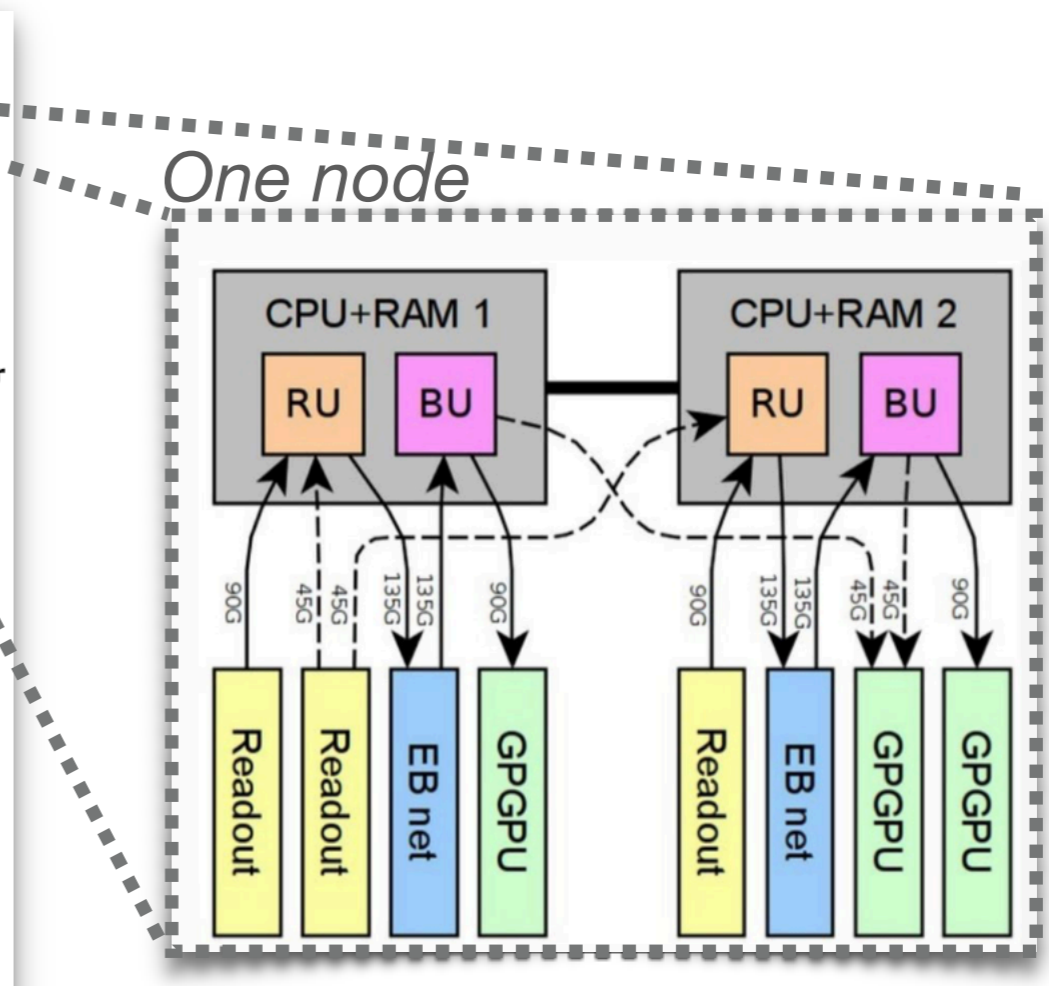 One node
CPU+RAM 1
CPU+RAM 2
RU
BU
RU
BU
90G
45G
45G
135G
135G
90G
90G
135G
135G
45G
45G
90G
Readout
Readout
EB net
GPGPU
Readout
EB net
GPGPU
GPGPU